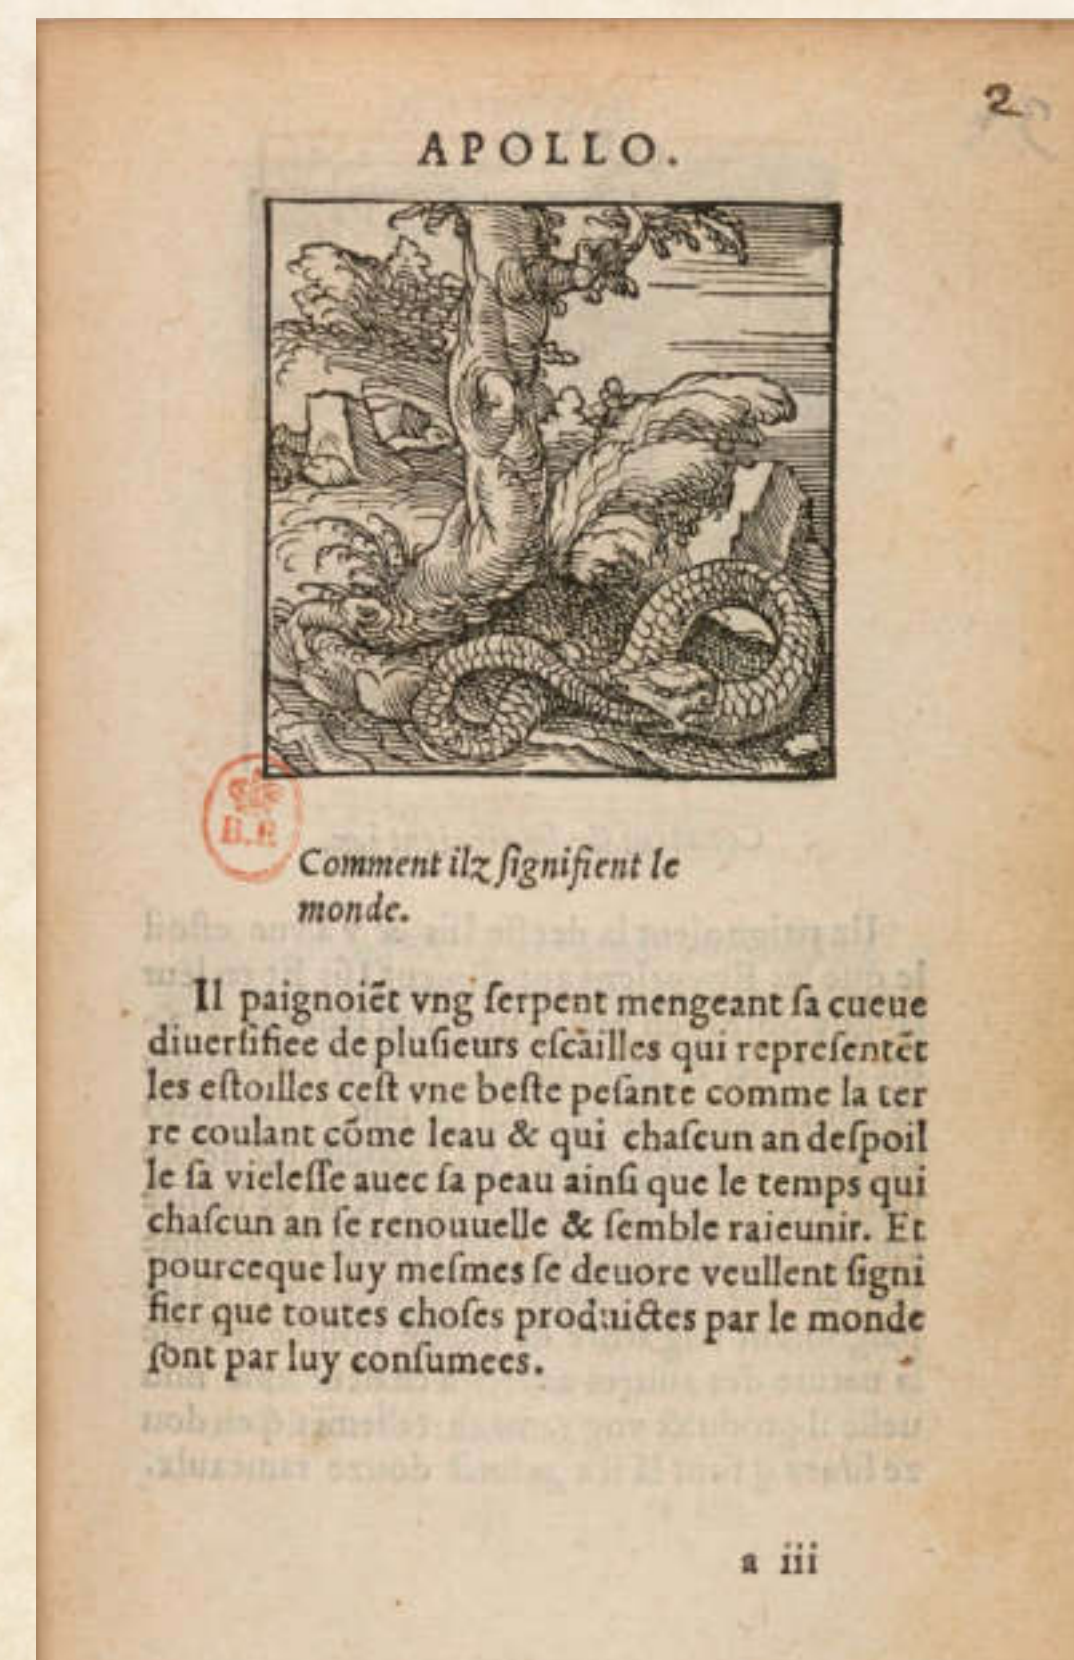 2
APOLLO.
B.R
Comment ilz ſignifient le
monde.
Il paignoiẽt vng ſerpent mengeant ſa cueue
diuerſifiee de pluſieurs eſcailles qui repreſentẽt
les eſtoilles ceſt vne beſte peſante comme la ter
re coulant cõme leau & qui chaſcun an deſpoil
le ſa vieleſſe auec ſa peau ainſi que le temps qui
chaſcun an ſe renouuelle & ſemble raieunir. Et
pourceque luy meſmes ſe deuore veullent ſigni
fier que toutes choſes produictes par le monde
ſont par luy conſumees.
a iii